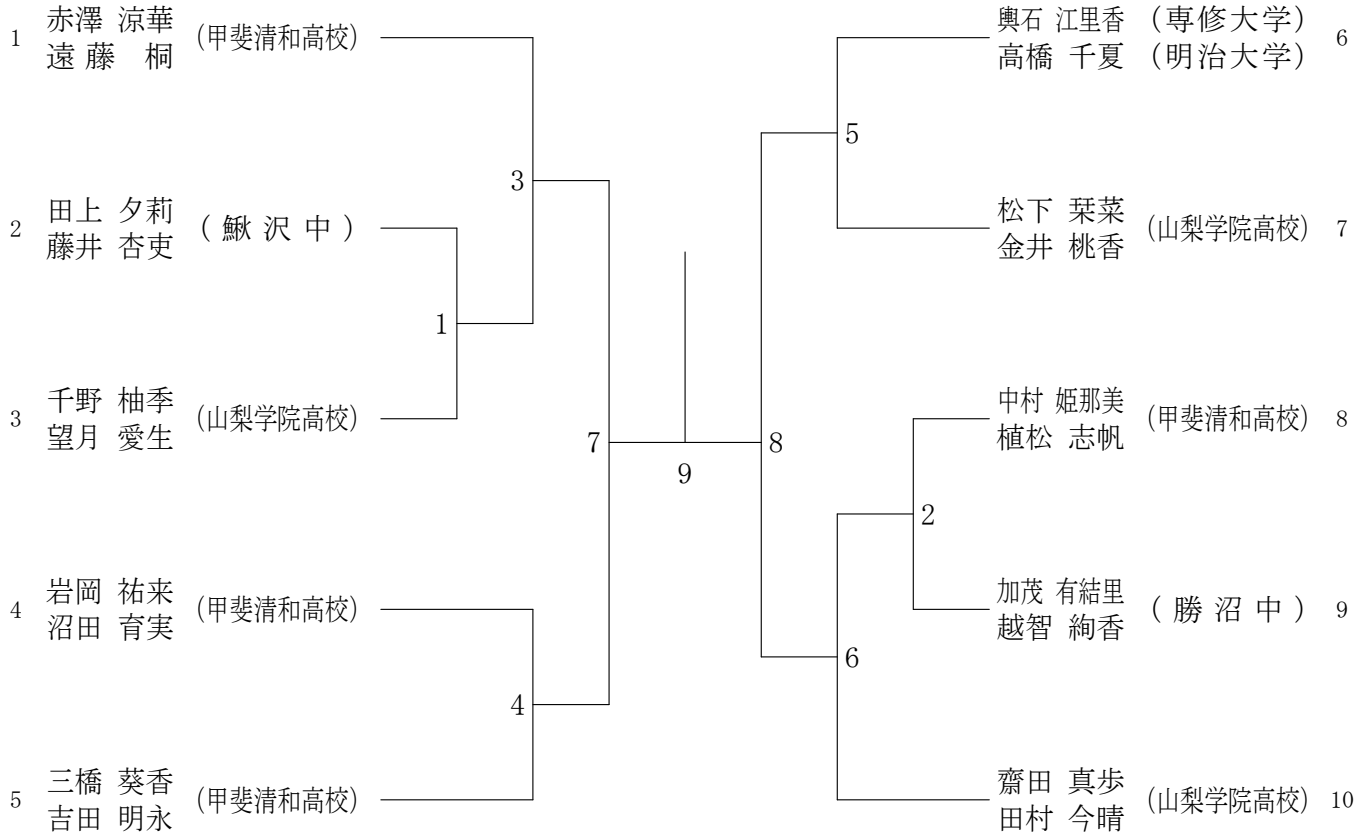 1 赤澤 涼華 (甲斐清和高校)
遠藤 桐
2 田上 夕莉 (鰍沢中)
藤井 杏吏
3 千野 柚季 (山梨学院高校)
望月 愛生
4 岩岡 祐来 (甲斐清和高校)
沼田 育実
5 三橋 葵香 (甲斐清和高校)
吉田 明永
3
1
7
4
9
8
5
2
6
輿石 江里香 (専修大学) 6
高橋 千夏 (明治大学)
松下 栞菜 (山梨学院高校) 7
金井 桃香
中村 姫那美 (甲斐清和高校) 8
植松 志帆
加茂 有結里 (勝沼中) 9
越智 絢香
齋田 真歩 (山梨学院高校) 10
田村 今晴